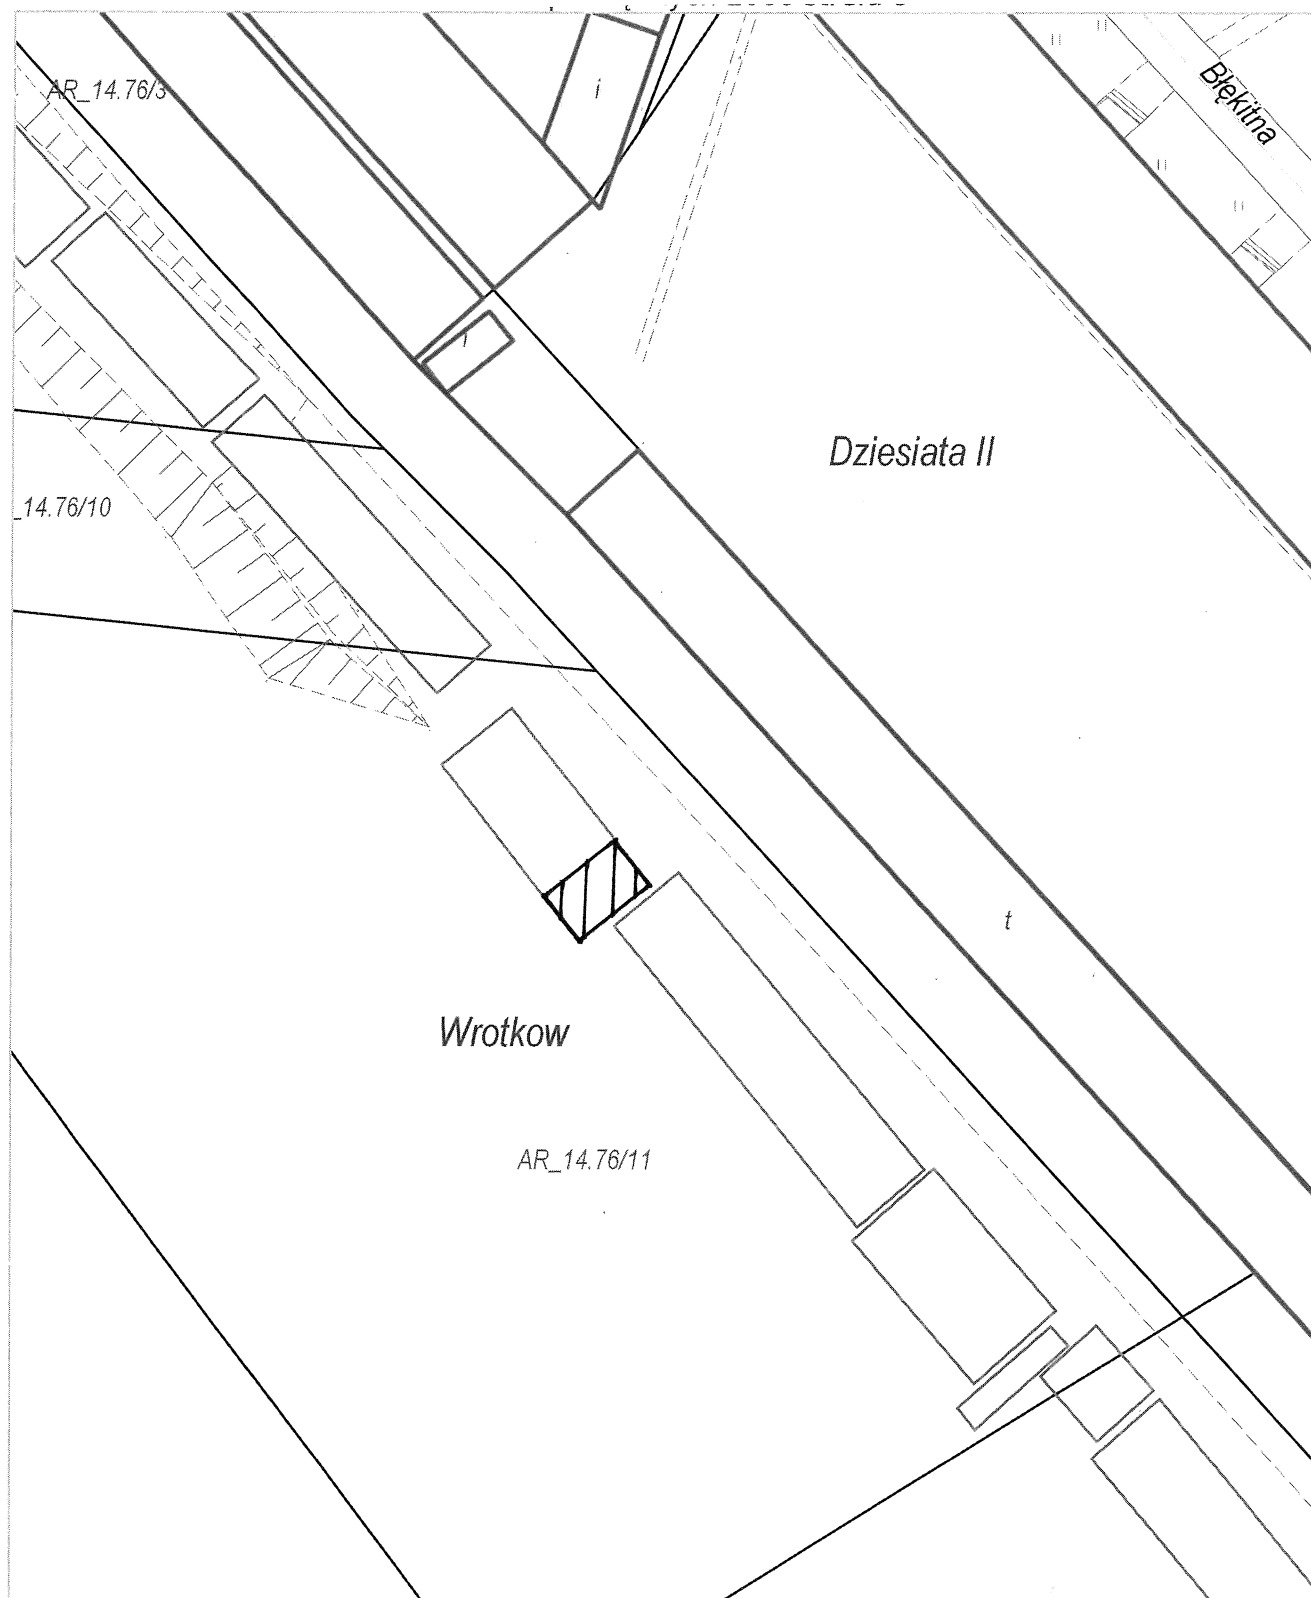 AR_14.76/3
i
Błękitna
Dziesiata II
_14.76/10
t
Wrotkow
AR_14.76/11